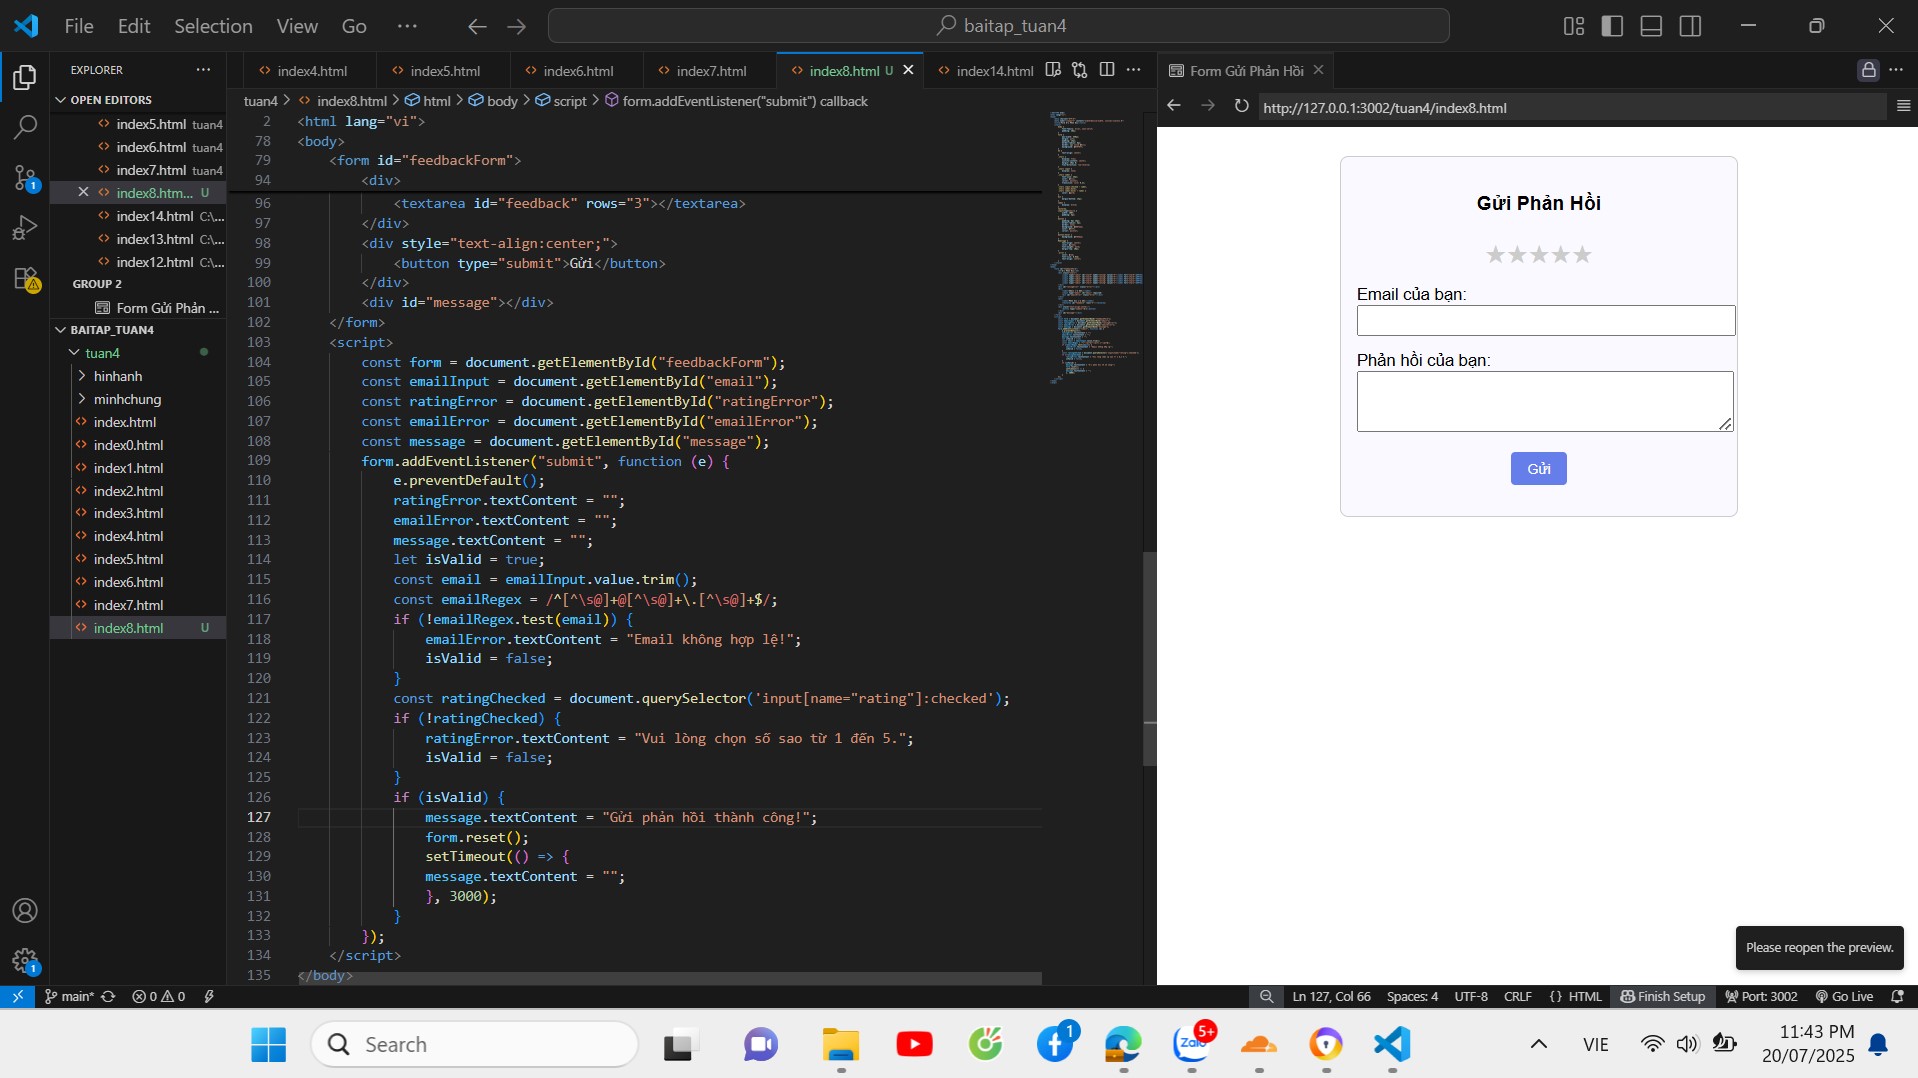 File Edit Selection View Go ··· baitap_tuan4
EXPLORER ···
OPEN EDITORS
index5.html tuan4
index6.html tuan4
index7.html tuan4
index8.htm... U
index14.html C:\...
index13.html C:\...
index12.html C:\...
GROUP 2
Form Gửi Phản ...
BAITAP_TUAN4
tuan4
hinhanh
minhchung
index.html
index0.html
index1.html
index2.html
index3.html
index4.html
index5.html
index6.html
index7.html
index8.html U
index4.html index5.html index6.html index7.html index8.html U index14.html ···
tuan4 > index8.html > html > body > script > form.addEventListener("submit") callback
2 <html lang="vi">
78 <body>
79 <form id="feedbackForm">
94 <div>
96 <textarea id="feedback" rows="3"></textarea>
97 </div>
98 <div style="text-align:center;">
99 <button type="submit">Gửi</button>
100 </div>
101 <div id="message"></div>
102 </form>
103 <script>
104 const form = document.getElementById("feedbackForm");
105 const emailInput = document.getElementById("email");
106 const ratingError = document.getElementById("ratingError");
107 const emailError = document.getElementById("emailError");
108 const message = document.getElementById("message");
109 form.addEventListener("submit", function (e) {
110 e.preventDefault();
111 ratingError.textContent = "";
112 emailError.textContent = "";
113 message.textContent = "";
114 let isValid = true;
115 const email = emailInput.value.trim();
116 const emailRegex = /^[^\s@]+@[^\s@]+\.[^\s@]+$/;
117 if (!emailRegex.test(email)) {
118 emailError.textContent = "Email không hợp lệ!";
119 isValid = false;
120 }
121 const ratingChecked = document.querySelector('input[name="rating"]:checked');
122 if (!ratingChecked) {
123 ratingError.textContent = "Vui lòng chọn số sao từ 1 đến 5.";
124 isValid = false;
125 }
126 if (isValid) {
127 message.textContent = "Gửi phản hồi thành công!";
128 form.reset();
129 setTimeout(() => {
130 message.textContent = "";
131 }, 3000);
132 }
133 });
134 </script>
135 </body>
Form Gửi Phản Hồi ···
http://127.0.0.1:3002/tuan4/index8.html
Gửi Phản Hồi
★★★★★
Email của bạn:
Phản hồi của bạn:
Gửi
Please reopen the preview.
1
1
main* 0 0 Ln 127, Col 66 Spaces: 4 UTF-8 CRLF {} HTML Finish Setup Port: 3002 Go Live
Search
1
Zalo
5+
VIE
11:43 PM
20/07/2025